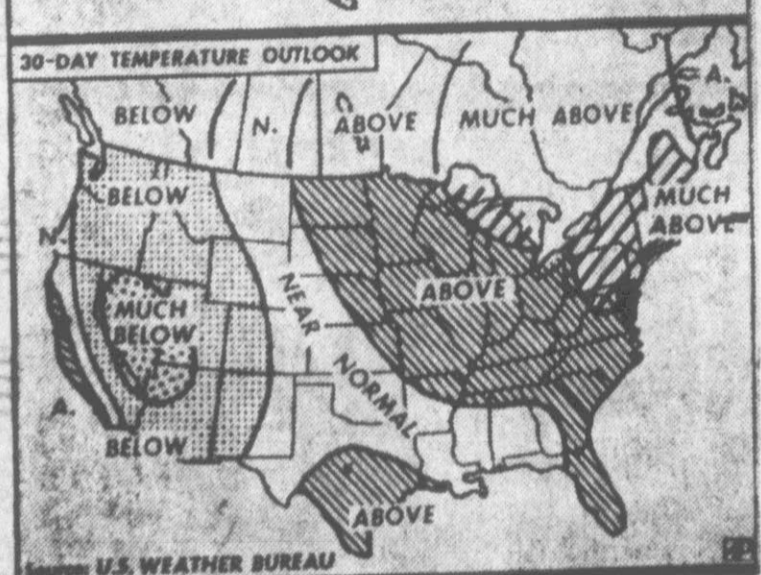 30-DAY TEMPERATURE OUTLOOK
BELOW
N.
ABOVE
MUCH ABOVE
A.
BELOW
MUCH
ABOVE
N.
NEAR
NORMAL
ABOVE
MUCH
BELOW
A.
BELOW
ABOVE
U.S. WEATHER BUREAU